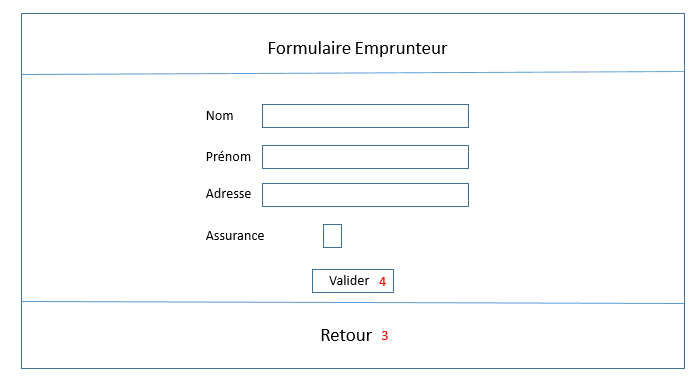 Formulaire Emprunteur
Nom
Prénom
Adresse
Assurance
Valider 4
Retour 3